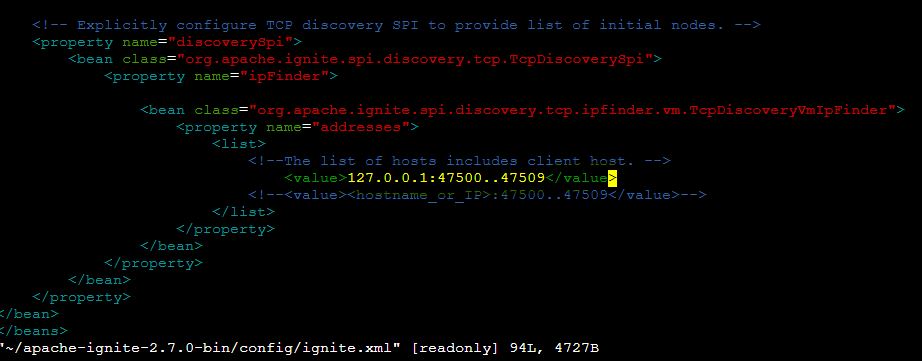 <!-- Explicitly configure TCP discovery SPI to provide list of initial nodes. -->
<property name="discoverySpi">
<bean class="org.apache.ignite.spi.discovery.tcp.TcpDiscoverySpi">
<property name="ipFinder">
<bean class="org.apache.ignite.spi.discovery.tcp.ipfinder.vm.TcpDiscoveryVmIpFinder">
<property name="addresses">
<list>
<!--The list of hosts includes client host. -->
<value>127.0.0.1:47500..47509</value>
<!--<value><hostname_or_IP>:47500..47509</value>-->
</list>
</property>
</bean>
</property>
</bean>
</property>
</bean>
</beans>
"~/apache-ignite-2.7.0-bin/config/ignite.xml" [readonly] 94L, 4727B